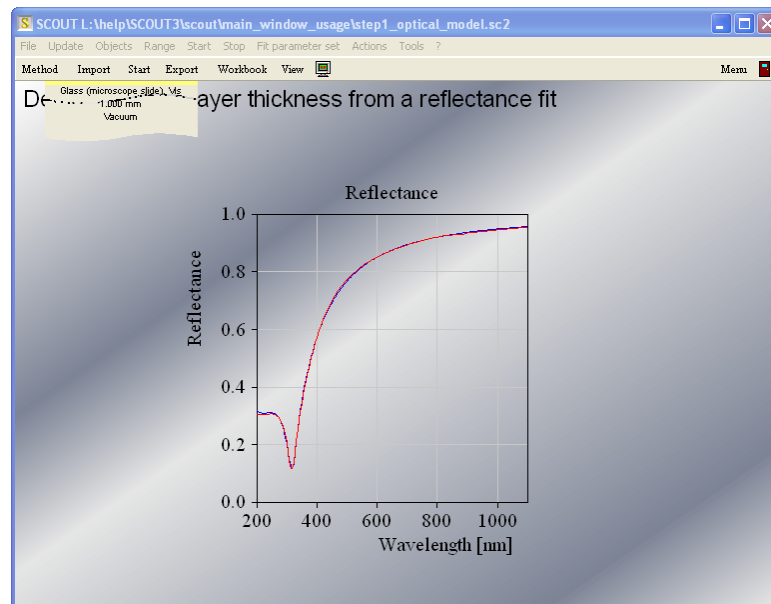 SCOUT L:\help\SCOUT3\scout\main_window_usage\step1_optical_model.sc2
File Update Objects Range Start Stop Fit parameter set Actions Tools ?
Method Import Start Export Workbook View Menu
Glass (microscope slide), Vis
1.000 mm
Vacuum
ayer thickness from a reflectance fit
Reflectance
Reflectance
1.0
0.8
0.6
0.4
0.2
0.0
200 400 600 800 1000
Wavelength [nm]